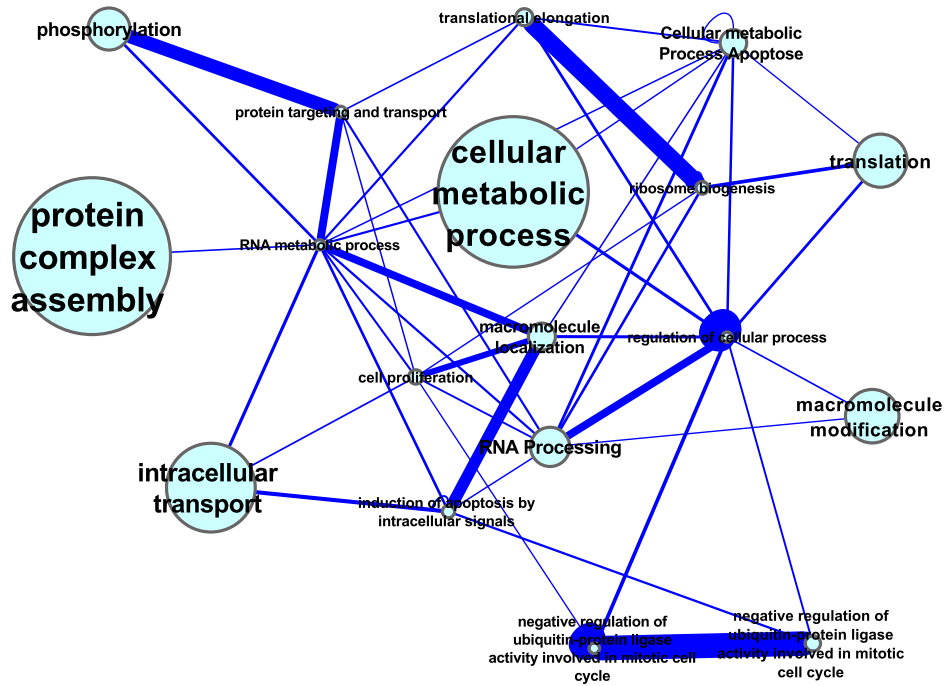 translational elongation
phosphorylation
Cellular metabolic
Process Apoptose
protein targeting and transport
cellular
metabolic
process
translation
ribosome biogenesis
protein
complex
assembly
RNA metabolic process
macromolecule
localization
regulation of cellular process
cell proliferation
macromolecule
modification
RNA Processing
intracellular
transport
induction of apoptosis by
intracellular signals
negative regulation of
ubiquitin-protein ligase
activity involved in mitotic cell
cycle
negative regulation of
ubiquitin-protein ligase
activity involved in mitotic
cell cycle